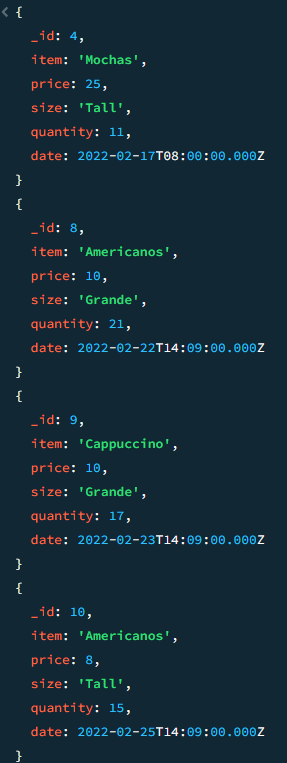 {
_id: 4,
item: 'Mochas',
price: 25,
size: 'Tall',
quantity: 11,
date: 2022-02-17T08:00:00.000Z
}
{
_id: 8,
item: 'Americanos',
price: 10,
size: 'Grande',
quantity: 21,
date: 2022-02-22T14:09:00.000Z
}
{
_id: 9,
item: 'Cappuccino',
price: 10,
size: 'Grande',
quantity: 17,
date: 2022-02-23T14:09:00.000Z
}
{
_id: 10,
item: 'Americanos',
price: 8,
size: 'Tall',
quantity: 15,
date: 2022-02-25T14:09:00.000Z
}